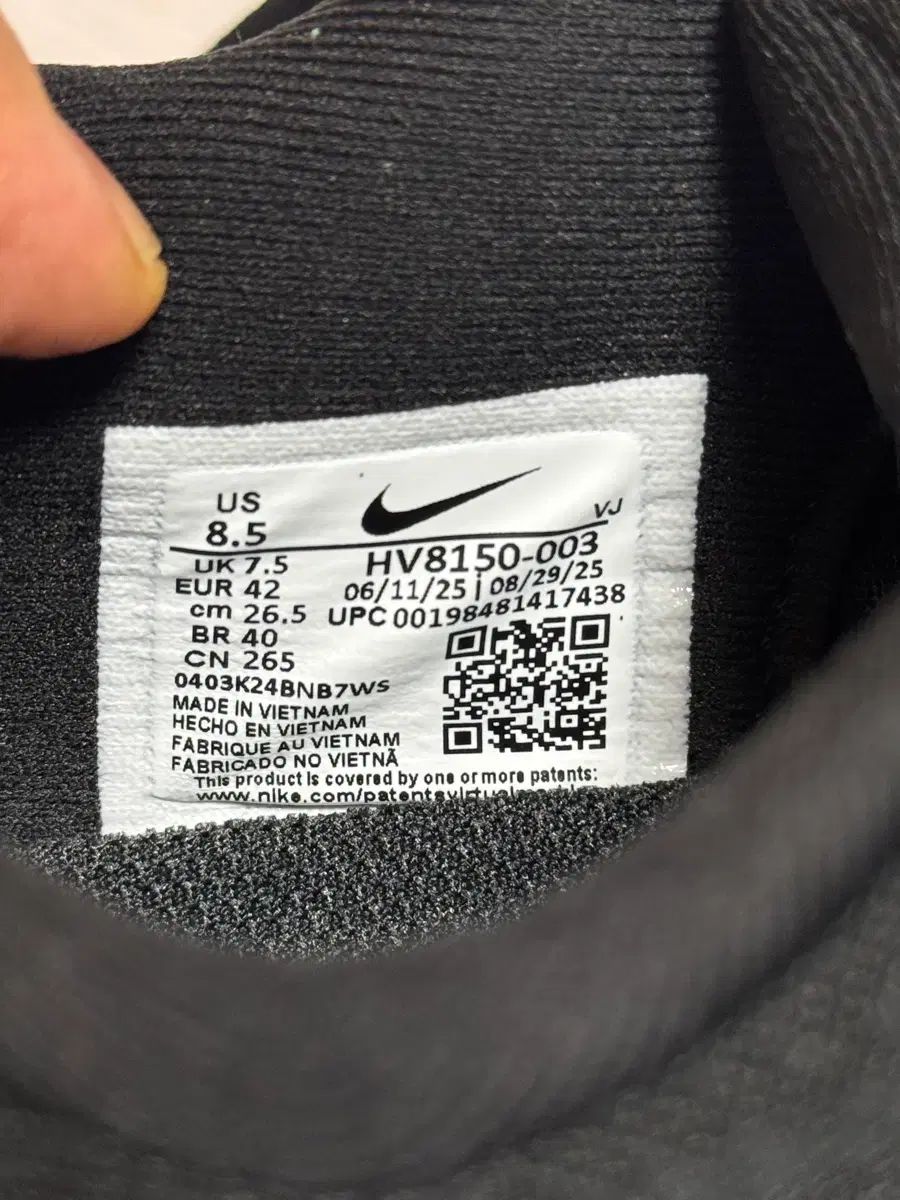 US
8.5
VJ
UK 7.5
HV8150-003
EUR 42
06/11/25 | 08/29/25
cm 26.5
UPC 00198481417438
BR 40
CN 265
0403K24BNB7WS
MADE IN VIETNAM
HECHO EN VIETNAM
FABRIQUE AU VIETNAM
FABRICADO NO VIETNÃ
This product is covered by one or more patents: